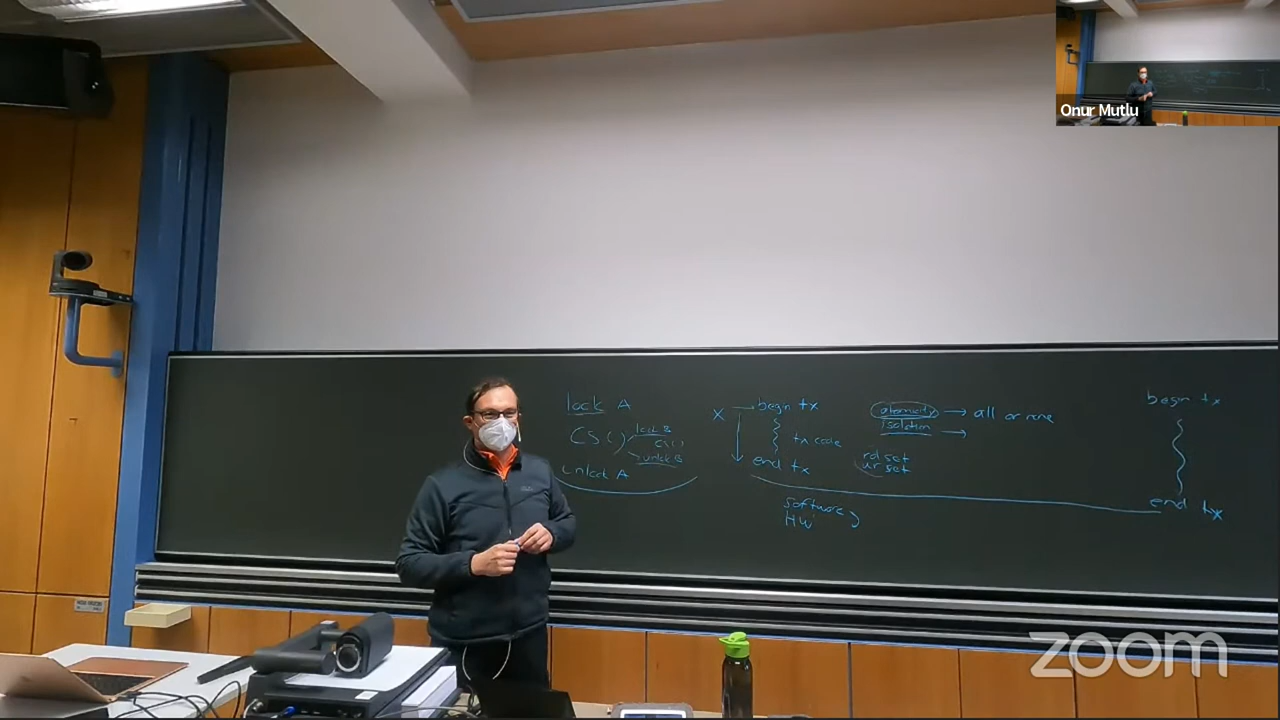 Onur Mutlu
lock A
CS() lock B
CS()
unlock B
unlock A
X begin tx
tx code
end tx
atomicity → all or none
isolation →
rd set
wr set
software
HW
begin tx
end tx
zoom